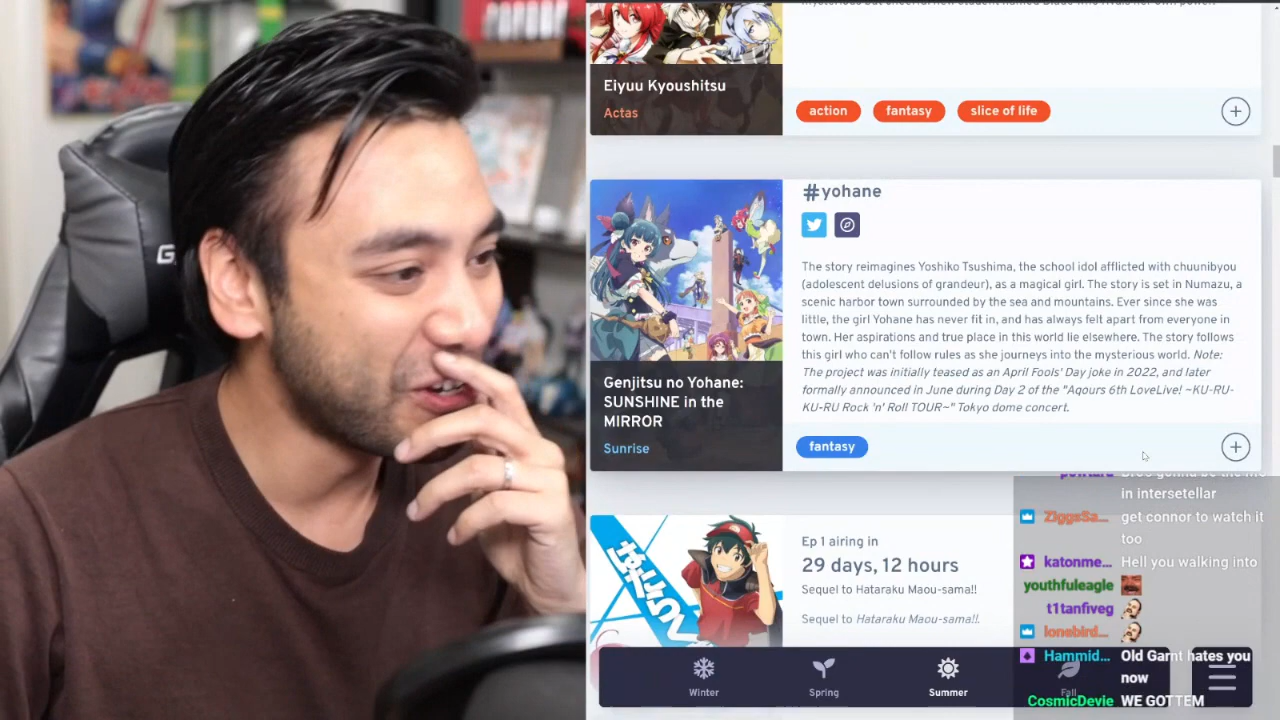 Eiyuu Kyoushitsu
Actas
action
fantasy
slice of life
#yohane
The story reimagines Yoshiko Tsushima, the school idol afflicted with chuunibyou
(adolescent delusions of grandeur), as a magical girl. The story is set in Numazu, a
scenic harbor town surrounded by the sea and mountains. Ever since she was
little, the girl Yohane has never fit in, and has always felt apart from everyone in
town. Her aspirations and true place in this world lie elsewhere. The story follows
this girl who can't follow rules as she journeys into the mysterious world. Note:
The project was initially teased as an April Fools' Day joke in 2022, and later
formally announced in June during Day 2 of the "Aqours 6th LoveLive! ~KU-RU-
KU-RU Rock 'n' Roll TOUR~" Tokyo dome concert.
Genjitsu no Yohane:
SUNSHINE in the
MIRROR
Sunrise
fantasy
in intersetellar
ZiggsSa... get connor to watch it
too
katonme... Hell you walking into
youthfuleagle
t1tanfiveg
lonebird...
Hammid... Old Garnt hates you
now
CosmicDevie WE GOTTEM
はたらく
Ep 1 airing in
29 days, 12 hours
Sequel to Hataraku Maou-sama!!
Sequel to Hataraku Maou-sama!!.
Winter
Spring
Summer
Fall